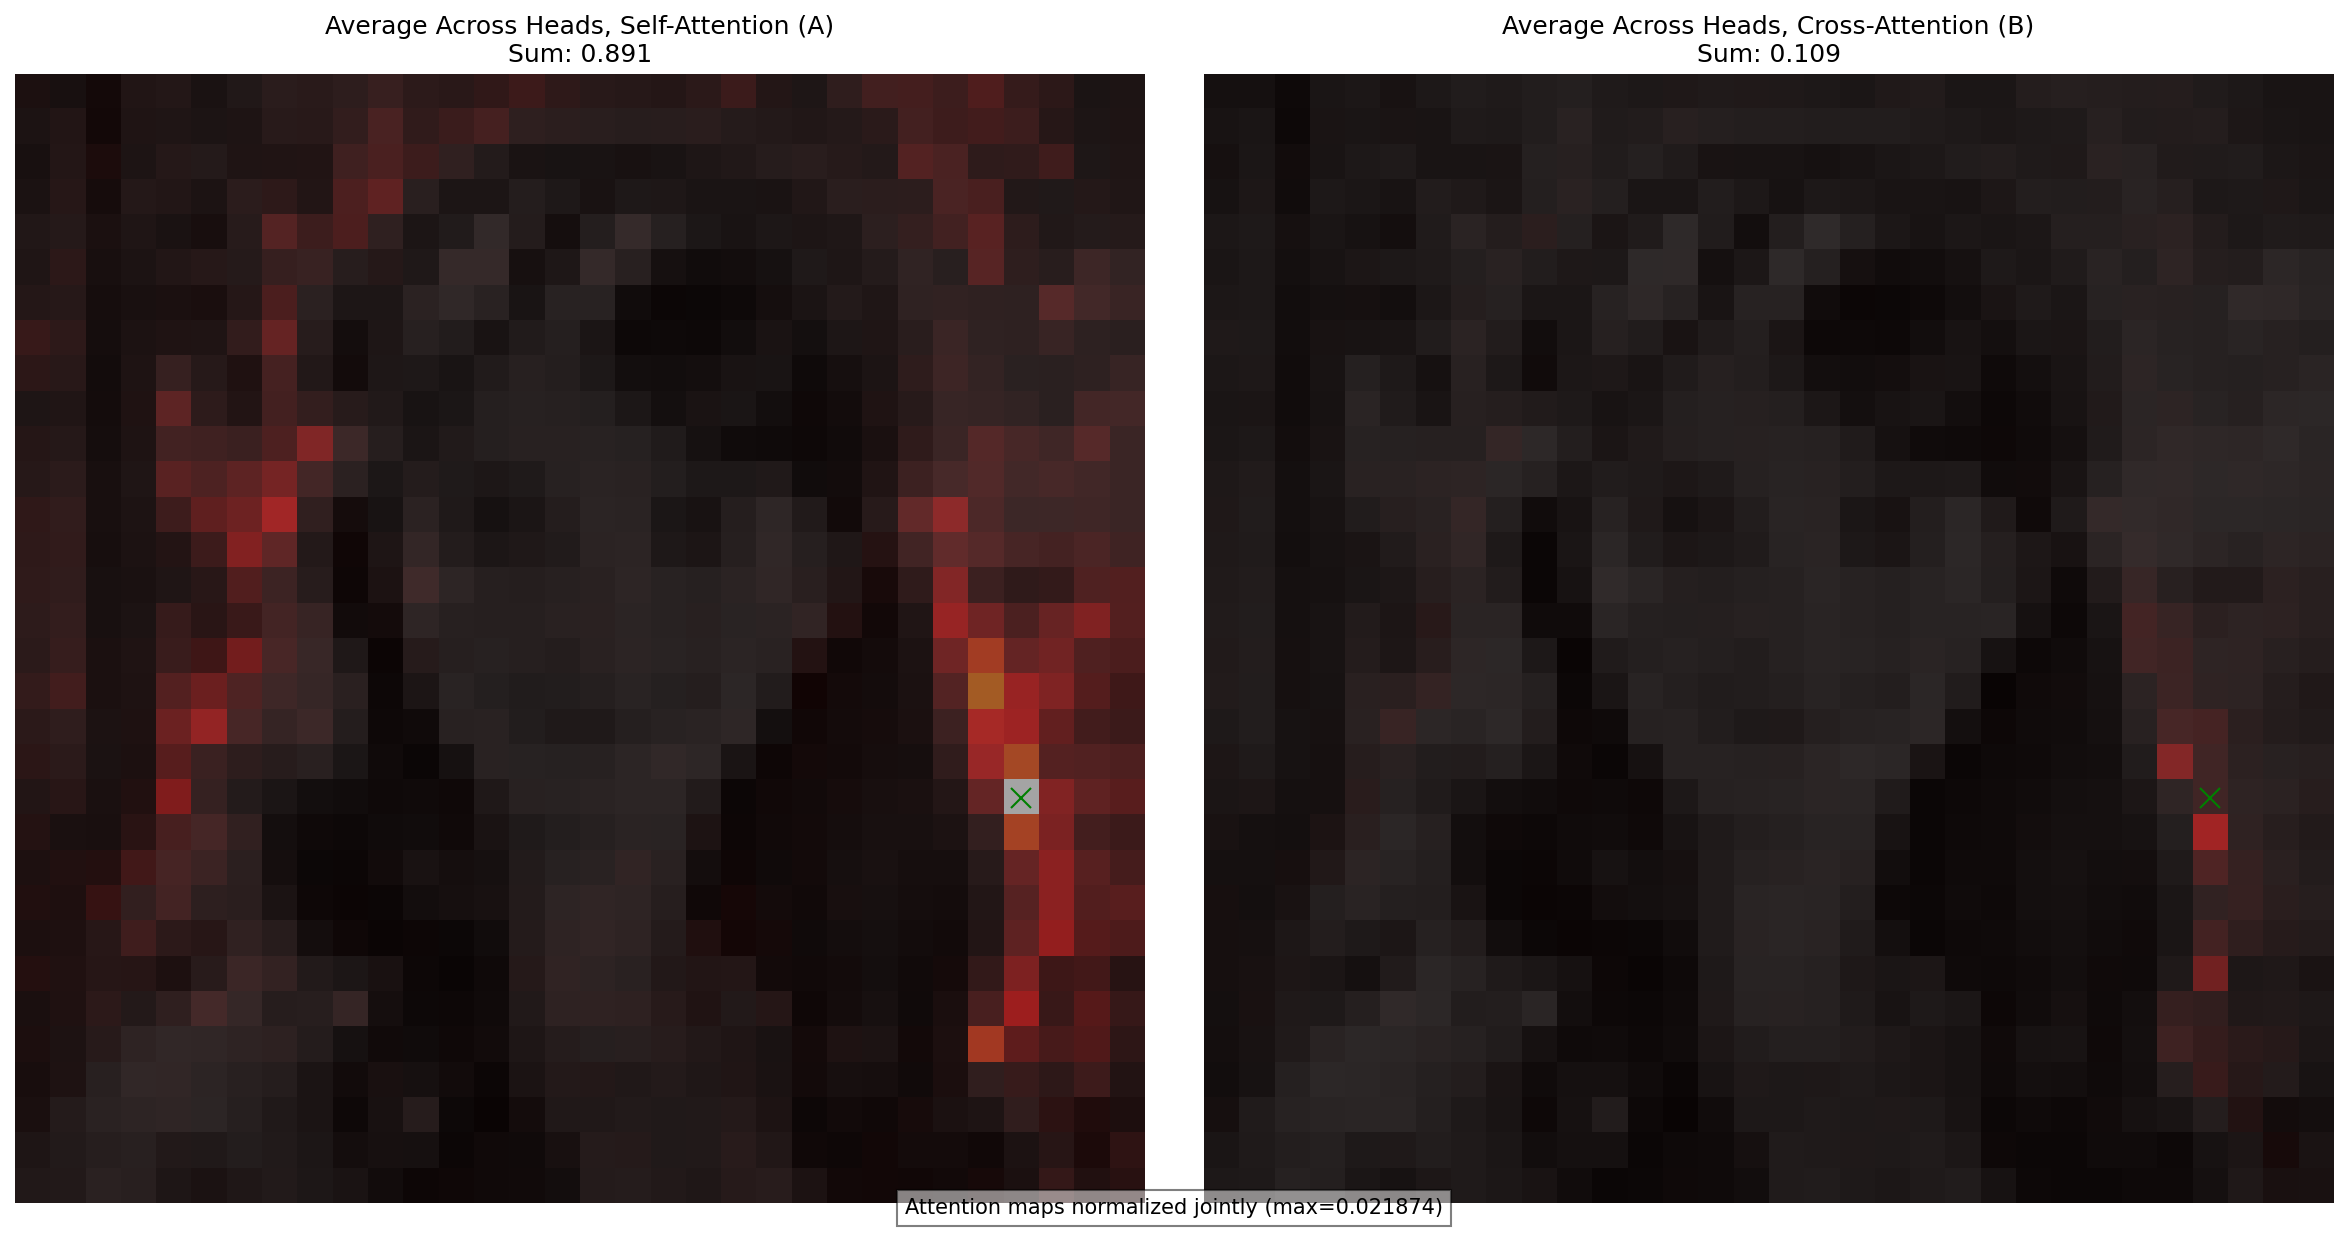 Average Across Heads, Self-Attention (A)
Sum: 0.891
Average Across Heads, Cross-Attention (B)
Sum: 0.109
Attention maps normalized jointly (max=0.021874)